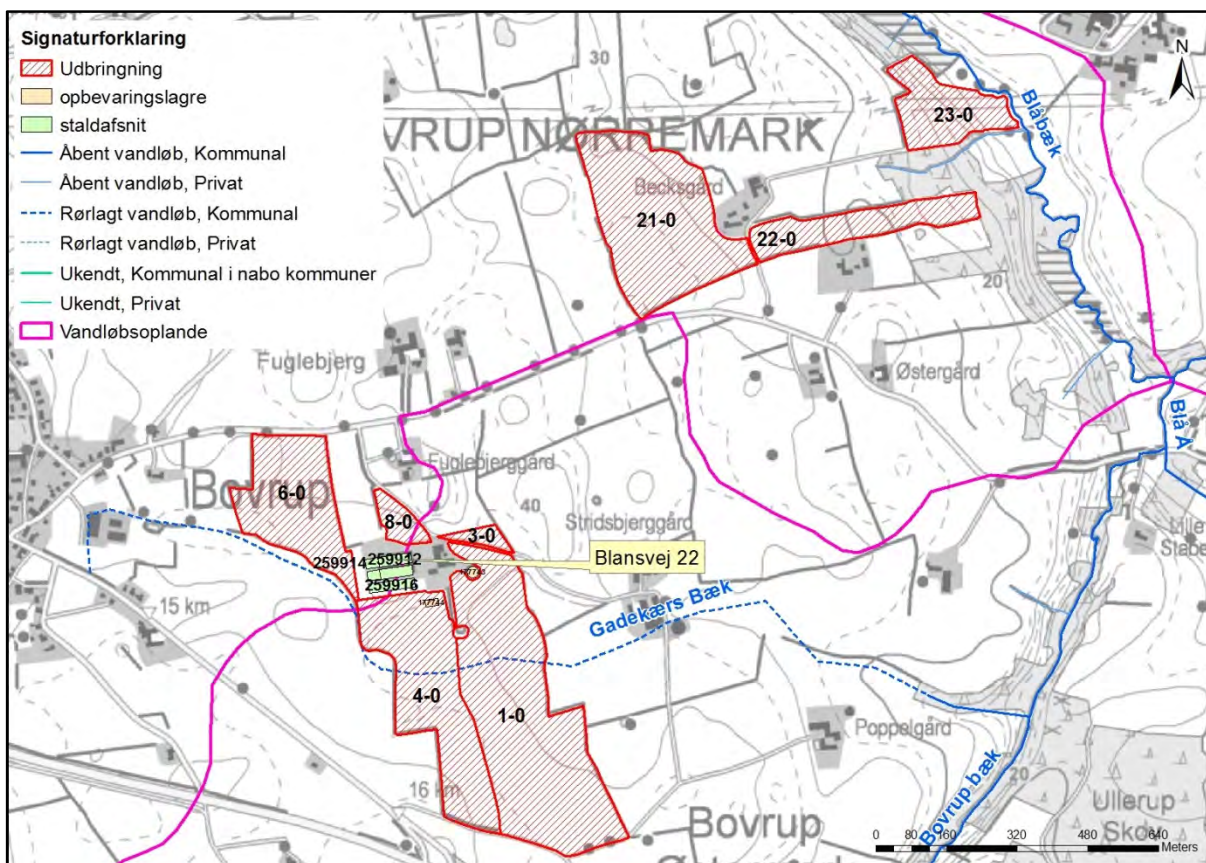 Signaturforklaring
Udbringning
opbevaringslagre
staldafsnit
Åbent vandløb, Kommunal
Åbent vandløb, Privat
Rørlagt vandløb, Kommunal
Rørlagt vandløb, Privat
Ukendt, Kommunal i nabo kommuner
Ukendt, Privat
Vandløbsoplande
N
30
VRUP NØRREMARK
23-0
Blåbæk
Becksgård
21-0
22-0
20
Fuglebjerg
Østergård
Blå Å
Fuglebjerggård
Bovrup
6-0
8-0
3-0
40
Stridsbjerggård
Lille
259914
259912
259916
Blansvej 22
15 km
Gadekærs Bæk
4-0
1-0
Poppelgård
16 km
Bovrup bæk
20
Ullerup
Skov
Bovrup
0 80 160 320 480 640
Meters